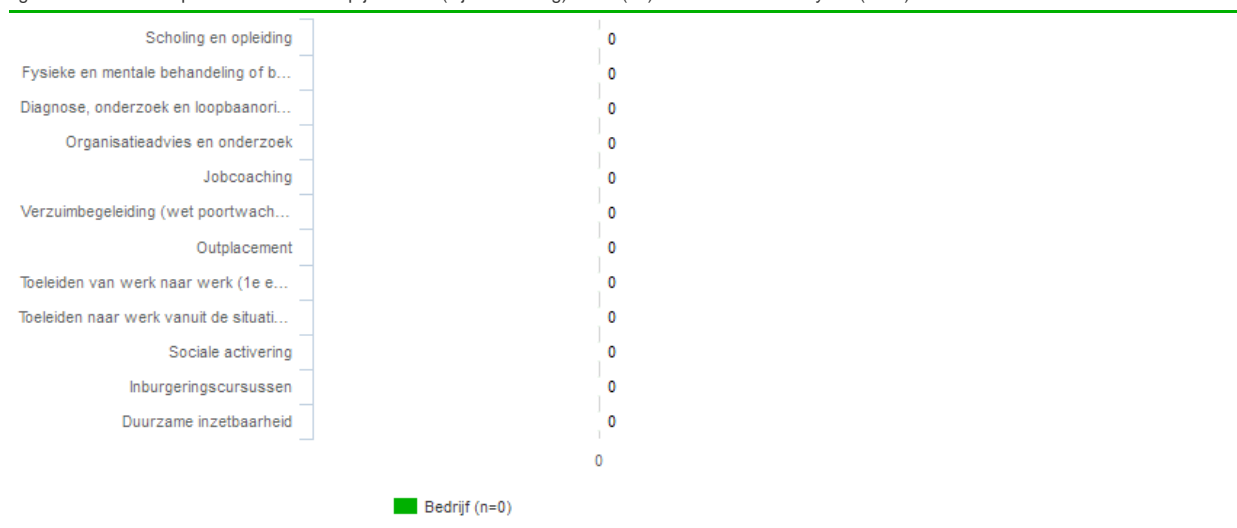 Scholing en opleiding 0
Fysieke en mentale behandeling of b... 0
Diagnose, onderzoek en loopbaanori... 0
Organisatieadvies en onderzoek 0
Jobcoaching 0
Verzuimbegeleiding (wet poortwach... 0
Outplacement 0
Toeleiden van werk naar werk (1e e... 0
Toeleiden naar werk vanuit de situati... 0
Sociale activering 0
Inburgeringscursussen 0
Duurzame inzetbaarheid 0
0
Bedrijf (n=0)